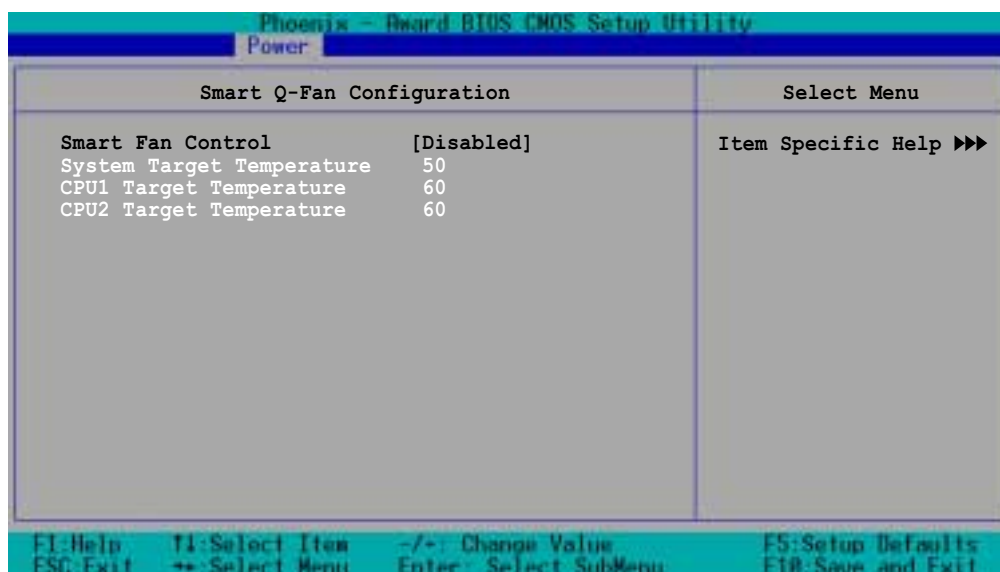 Phoenix - Award BIOS CMOS Setup Utility
Power
Smart Q-Fan Configuration
Select Menu
Smart Fan Control [Disabled]
Item Specific Help ▶▶▶
System Target Temperature 50
CPU1 Target Temperature 60
CPU2 Target Temperature 60
F1:Help ↑↓:Select Item -/+: Change Value F5:Setup Defaults
ESC:Exit ←→:Select Menu Enter: Select SubMenu F10:Save and Exit